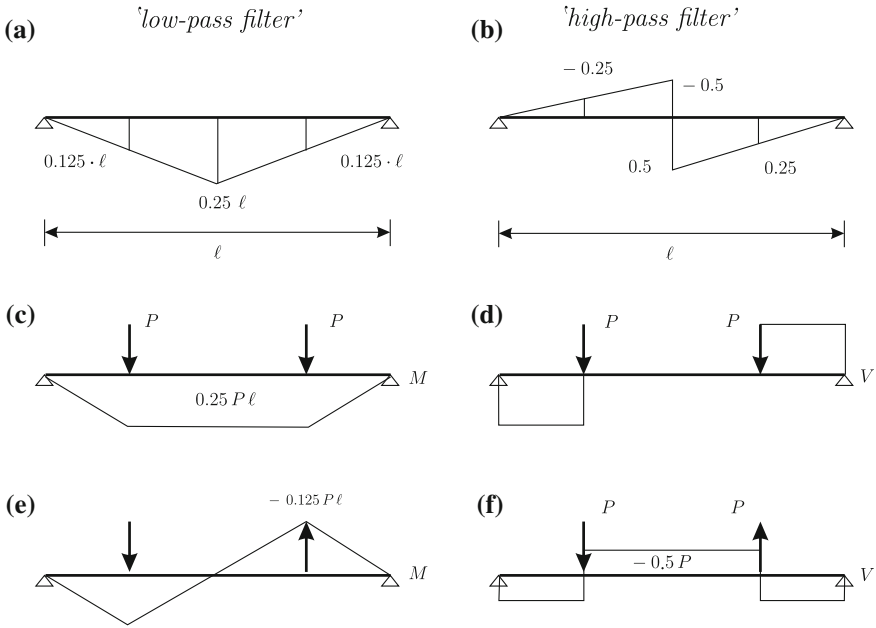 'low-pass filter'
'high-pass filter'
(a)
(b)
0.125 · ℓ
0.25 ℓ
0.125 · ℓ
ℓ
− 0.25
− 0.5
0.5
0.25
ℓ
(c)
P
P
0.25 P ℓ
M
(d)
P
P
V
(e)
− 0.125 P ℓ
M
(f)
P
P
− 0.5 P
V